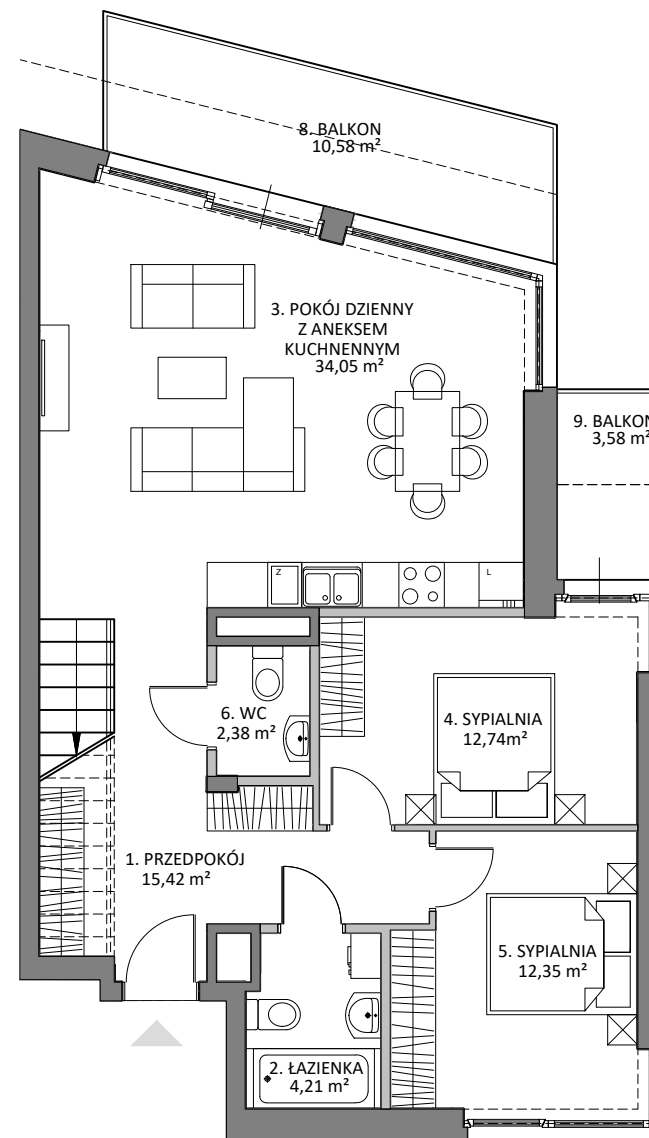 8. BALKON
10,58 m²
3. POKÓJ DZIENNY
Z ANEKSEM
KUCHNENNYM
34,05 m²
9. BALKON
3,58 m²
Z
L
6. WC
2,38 m²
4. SYPIALNIA
12,74m²
1. PRZEDPOKÓJ
15,42 m²
5. SYPIALNIA
12,35 m²
2. ŁAZIENKA
4,21 m²